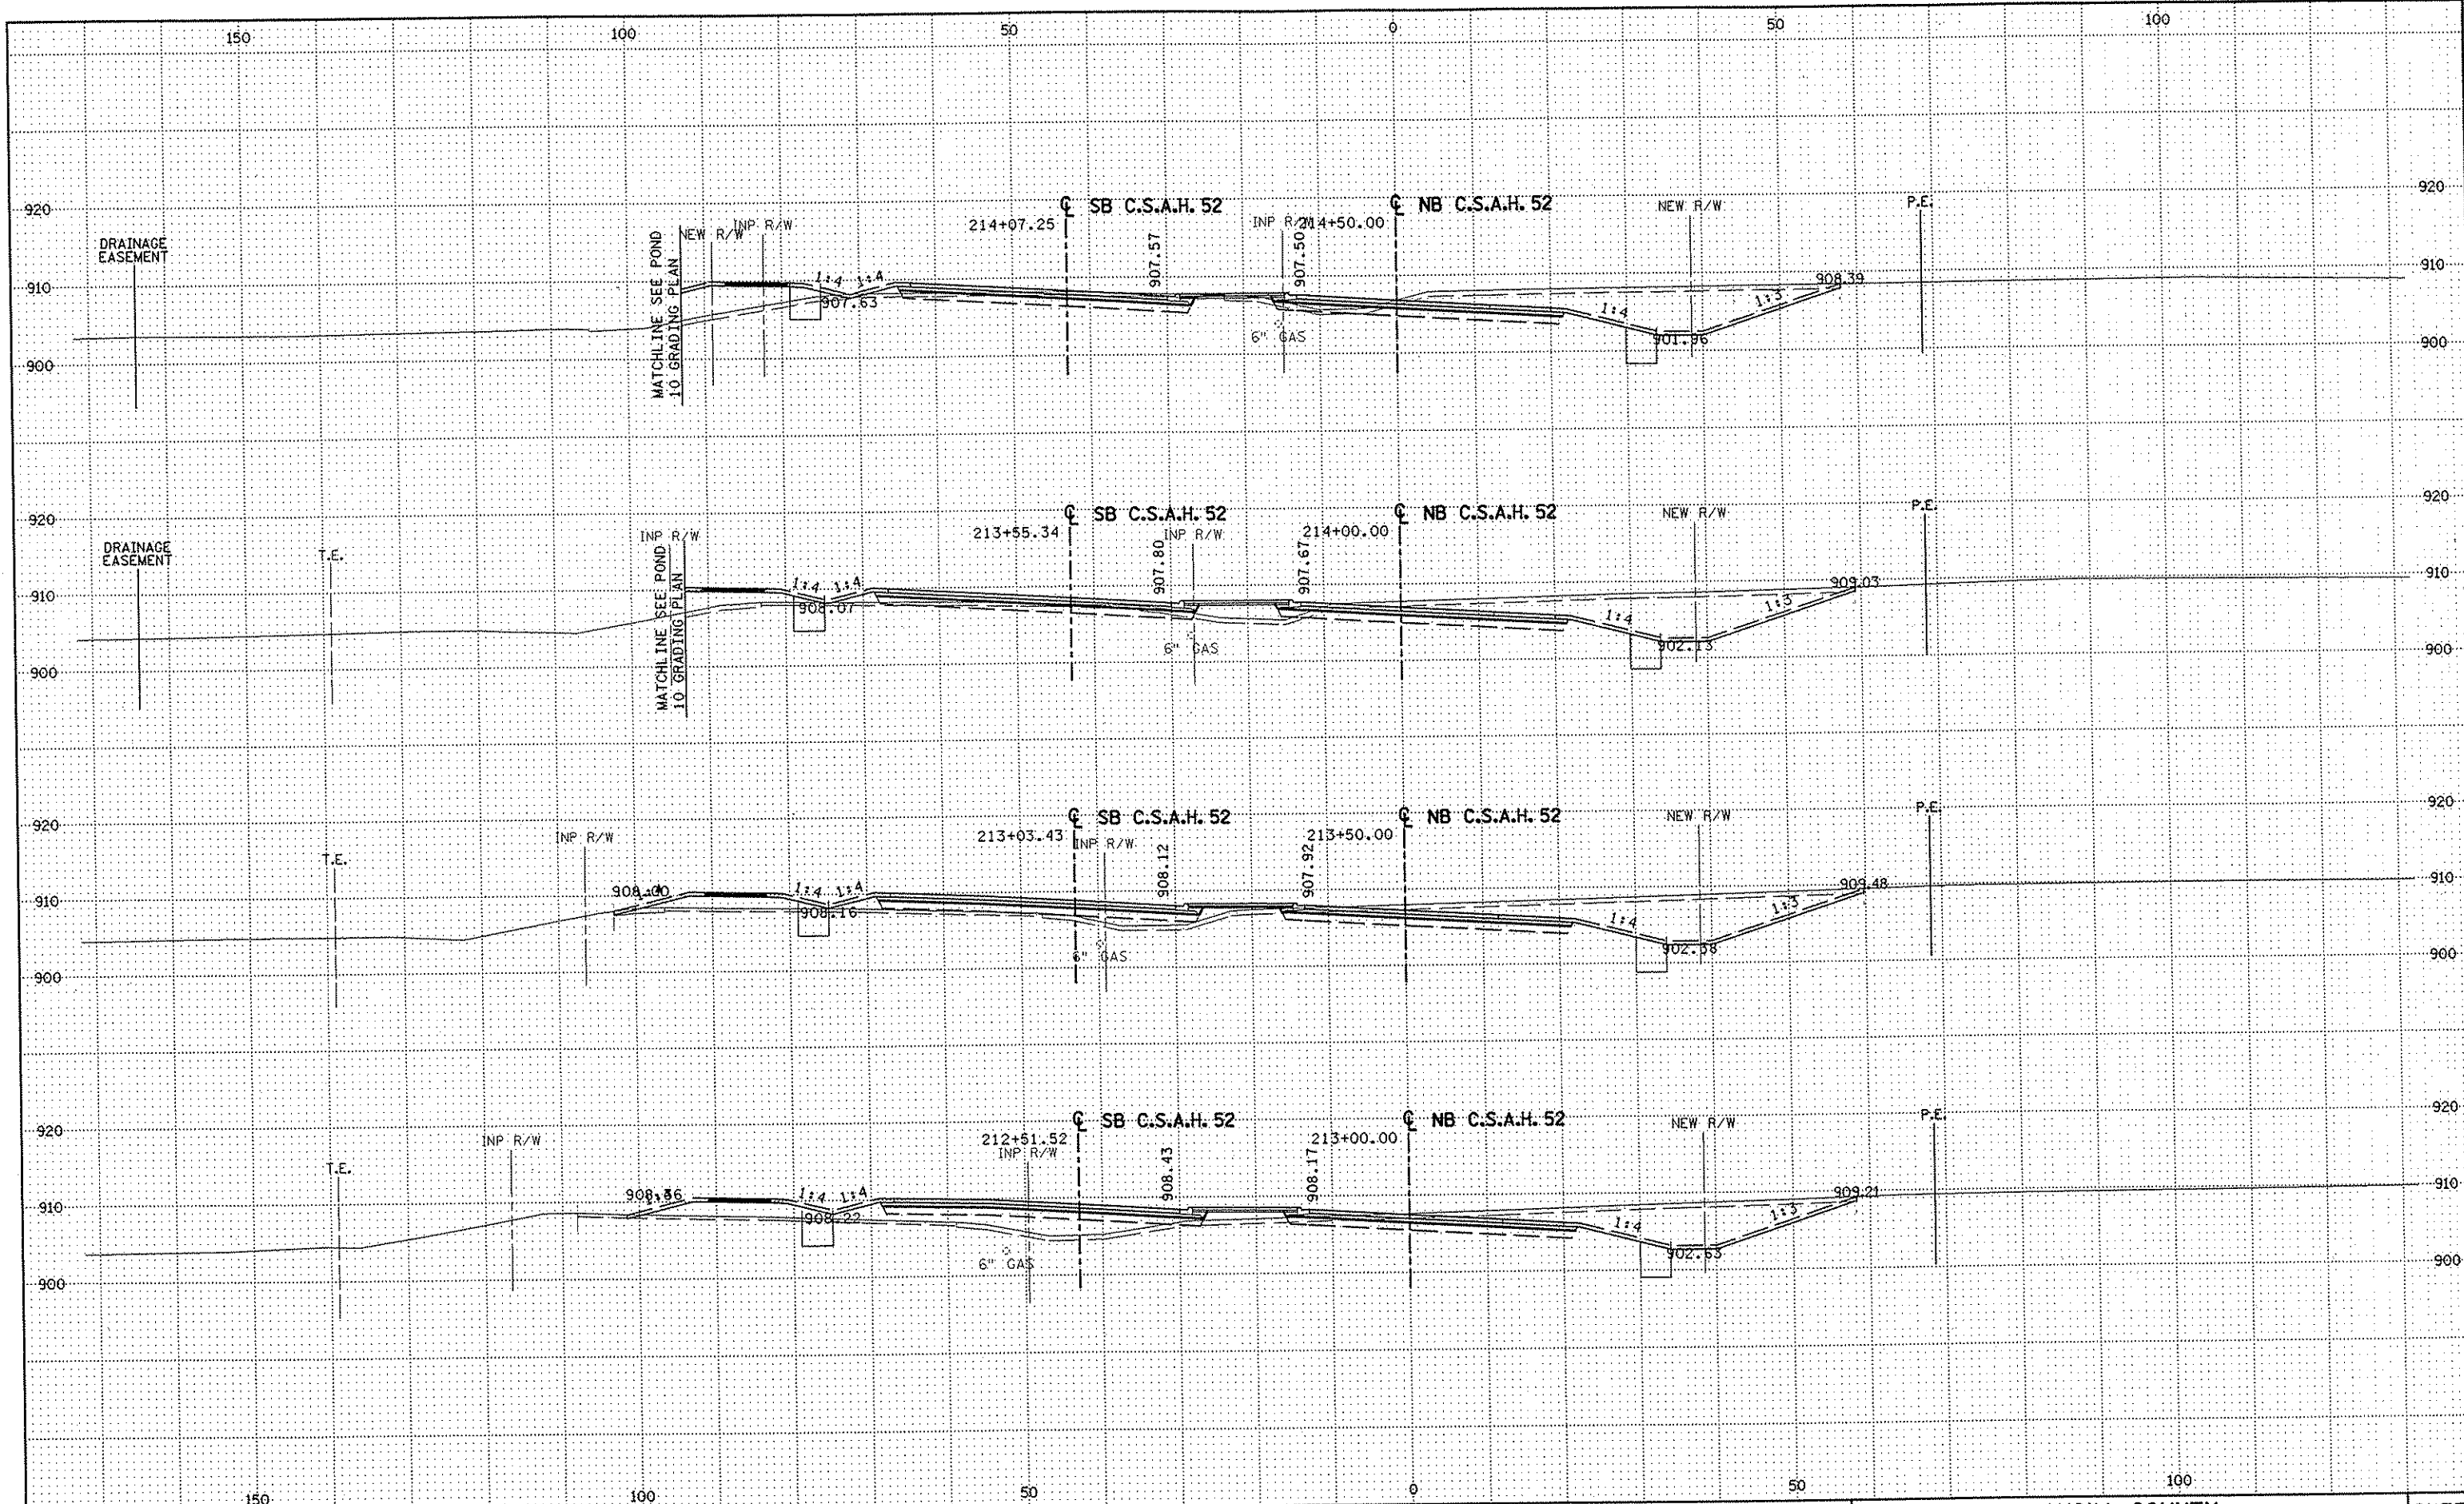 150 100 50 0 50 100
920 ℄ SB C.S.A.H. 52 ℄ NB C.S.A.H. 52 NEW R/W P.E. 920
DRAINAGE
EASEMENT
MATCHLINE SEE POND
10 GRADING PLAN
NEW R/W INP R/W 214+07.25 907.57 INP R/W 907.50 214+50.00
910 1:4 1:4 907.63 6" GAS 1:4 901.96 1:3 908.39 910
900 900
920 ℄ SB C.S.A.H. 52 ℄ NB C.S.A.H. 52 NEW R/W P.E. 920
DRAINAGE
EASEMENT
T.E. INP R/W
MATCHLINE SEE POND
10 GRADING PLAN
213+55.34 907.80 INP R/W 907.67 214+00.00
910 1:4 1:4 908.07 6" GAS 1:4 902.13 1:3 909.03 910
900 900
920 ℄ SB C.S.A.H. 52 ℄ NB C.S.A.H. 52 NEW R/W P.E. 920
T.E. INP R/W 213+03.43 INP R/W 908.12 907.92 213+50.00
910 908.00 1:4 1:4 908.16 6" GAS 1:4 902.38 1:3 909.48 910
900 900
920 ℄ SB C.S.A.H. 52 ℄ NB C.S.A.H. 52 NEW R/W P.E. 920
T.E. INP R/W 212+51.52 INP R/W 908.43 908.17 213+00.00
910 1:4 1:4 908.22 6" GAS 1:4 902.63 1:3 909.21 910
900 900
150 100 50 0 50 100